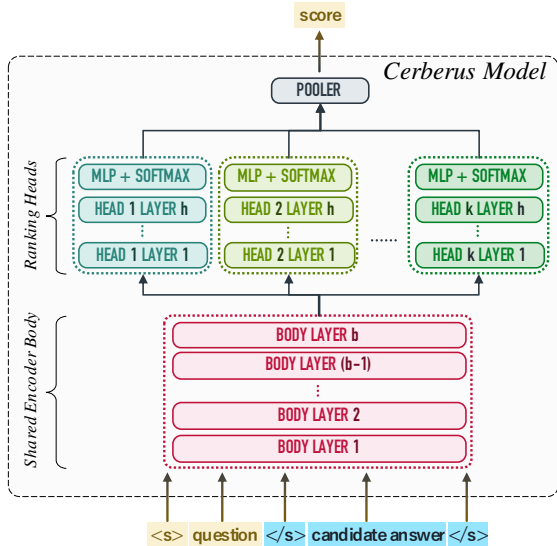 score
Cerberus Model
POOLER
Ranking Heads
MLP + SOFTMAX
HEAD 1 LAYER h
⋮
HEAD 1 LAYER 1
MLP + SOFTMAX
HEAD 2 LAYER h
⋮
HEAD 2 LAYER 1
......
MLP + SOFTMAX
HEAD k LAYER h
⋮
HEAD k LAYER 1
Shared Encoder Body
BODY LAYER b
BODY LAYER (b-1)
⋮
BODY LAYER 2
BODY LAYER 1
<s> question </s> candidate answer </s>